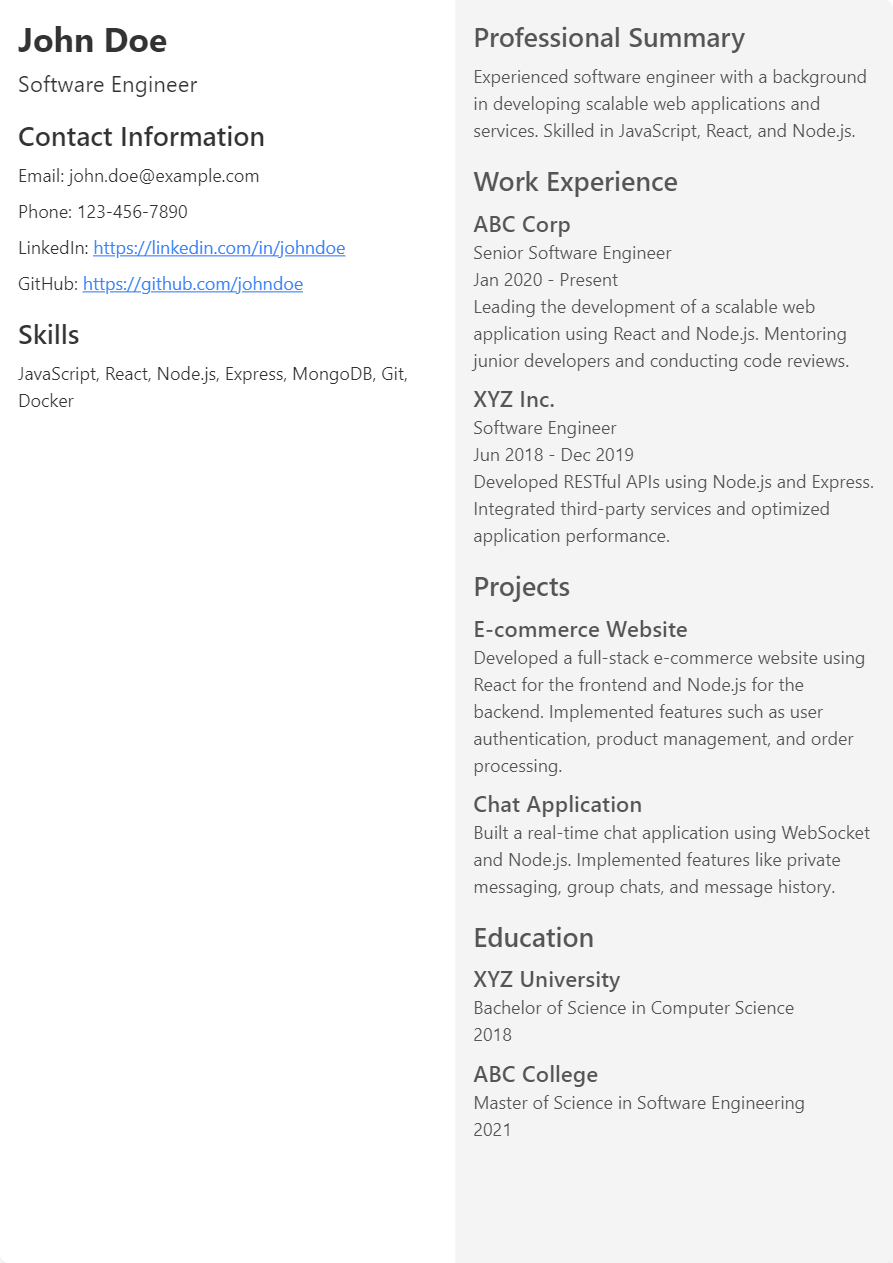 John Doe
Software Engineer
Contact Information
Email: john.doe@example.com
Phone: 123-456-7890
LinkedIn: https://linkedin.com/in/johndoe
GitHub: https://github.com/johndoe
Skills
JavaScript, React, Node.js, Express, MongoDB, Git,
Docker
Professional Summary
Experienced software engineer with a background
in developing scalable web applications and
services. Skilled in JavaScript, React, and Node.js.
Work Experience
ABC Corp
Senior Software Engineer
Jan 2020 - Present
Leading the development of a scalable web
application using React and Node.js. Mentoring
junior developers and conducting code reviews.
XYZ Inc.
Software Engineer
Jun 2018 - Dec 2019
Developed RESTful APIs using Node.js and Express.
Integrated third-party services and optimized
application performance.
Projects
E-commerce Website
Developed a full-stack e-commerce website using
React for the frontend and Node.js for the
backend. Implemented features such as user
authentication, product management, and order
processing.
Chat Application
Built a real-time chat application using WebSocket
and Node.js. Implemented features like private
messaging, group chats, and message history.
Education
XYZ University
Bachelor of Science in Computer Science
2018
ABC College
Master of Science in Software Engineering
2021